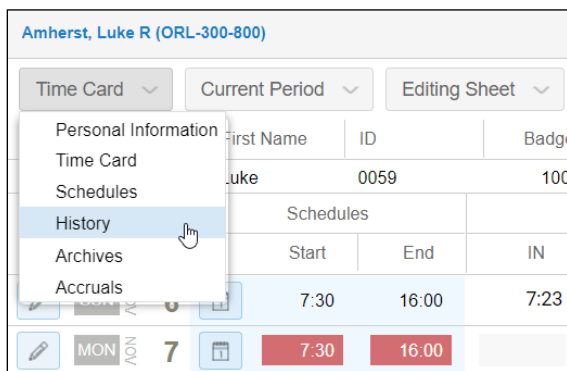 Amherst, Luke R (ORL-300-800)
Time Card Current Period Editing Sheet
Personal Information First Name ID Badge
Time Card Luke 0059 100
Schedules Schedules
History
Start End IN
Archives
Accruals
6 7:30 16:00 7:23
MON NOV 7 7:30 16:00